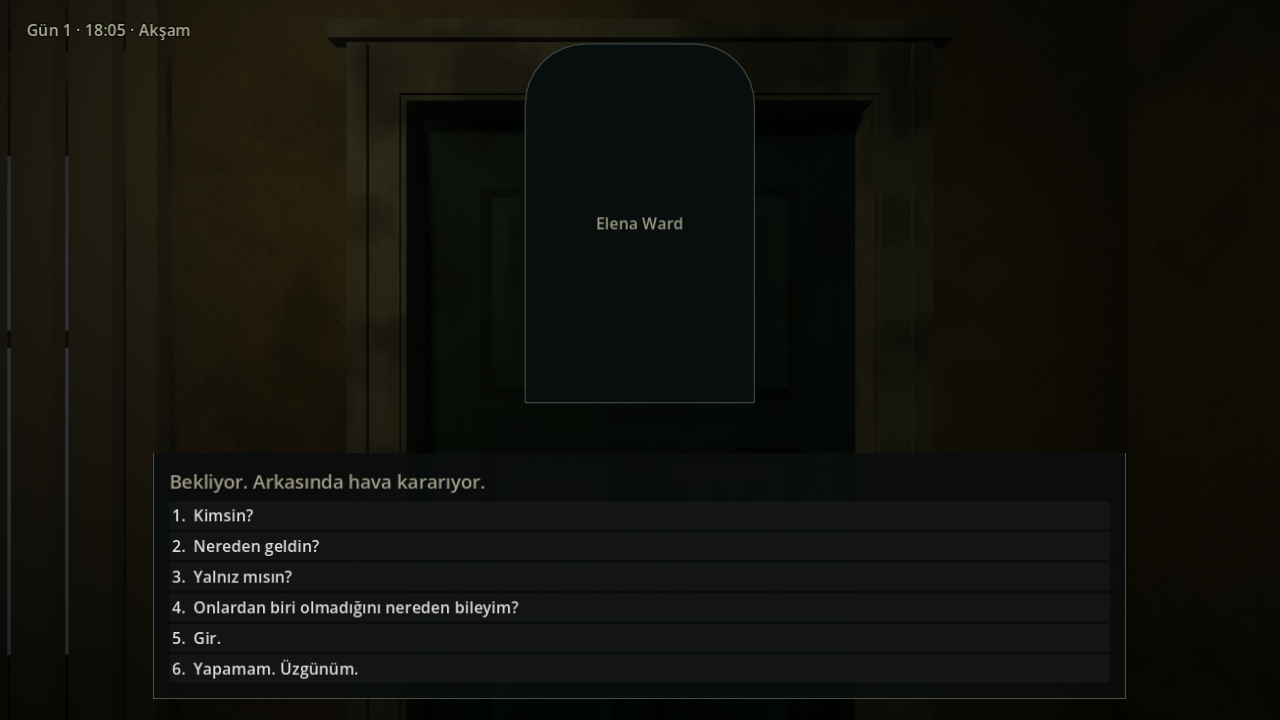 Gün 1 · 18:05 · Akşam
Elena Ward
Bekliyor. Arkasında hava kararıyor.
1. Kimsin?
2. Nereden geldin?
3. Yalnız mısın?
4. Onlardan biri olmadığını nereden bileyim?
5. Gir.
6. Yapamam. Üzgünüm.